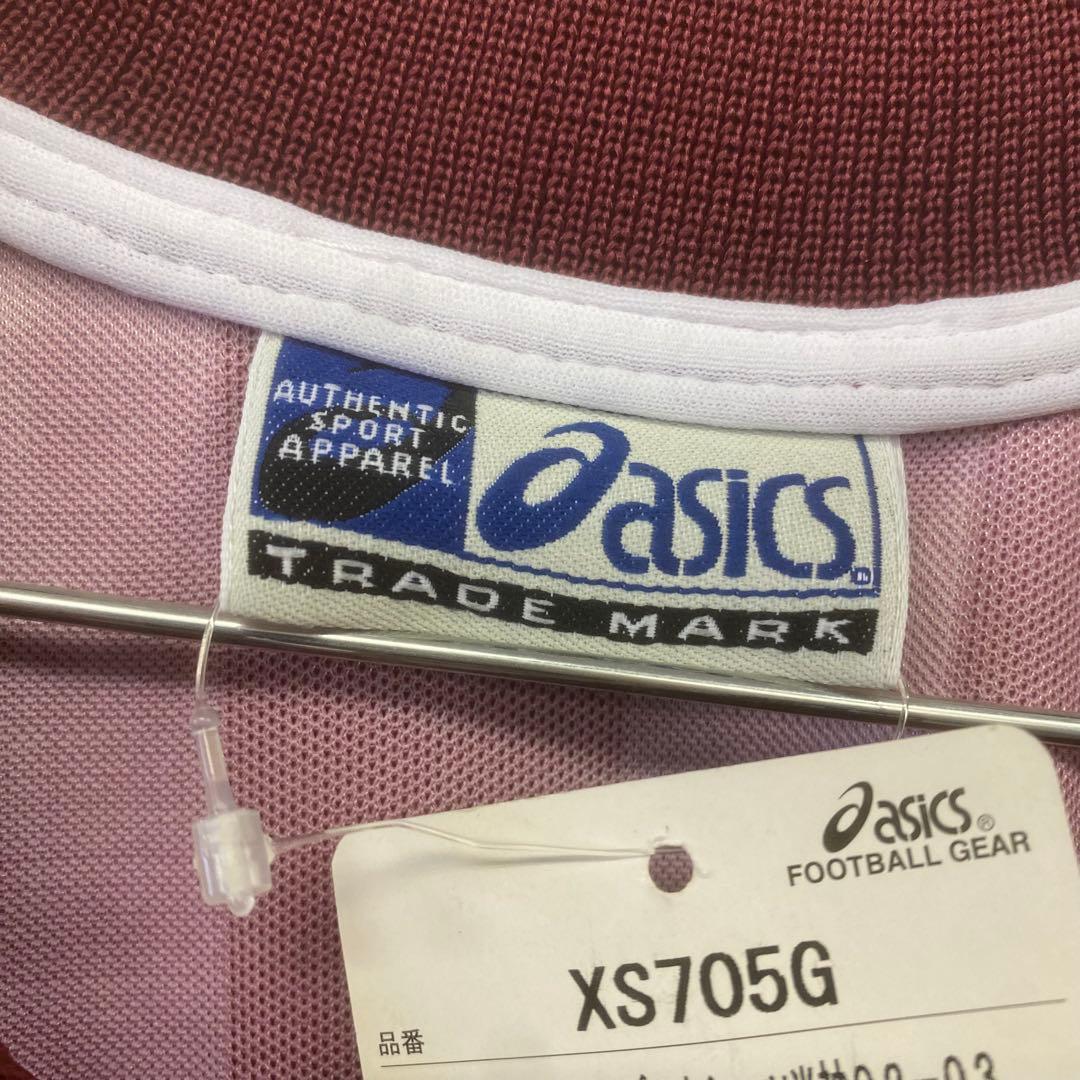 AUTHENTIC
SPORT
APPAREL
asics
TRADE MARK
asics®
FOOTBALL GEAR
XS705G
品番